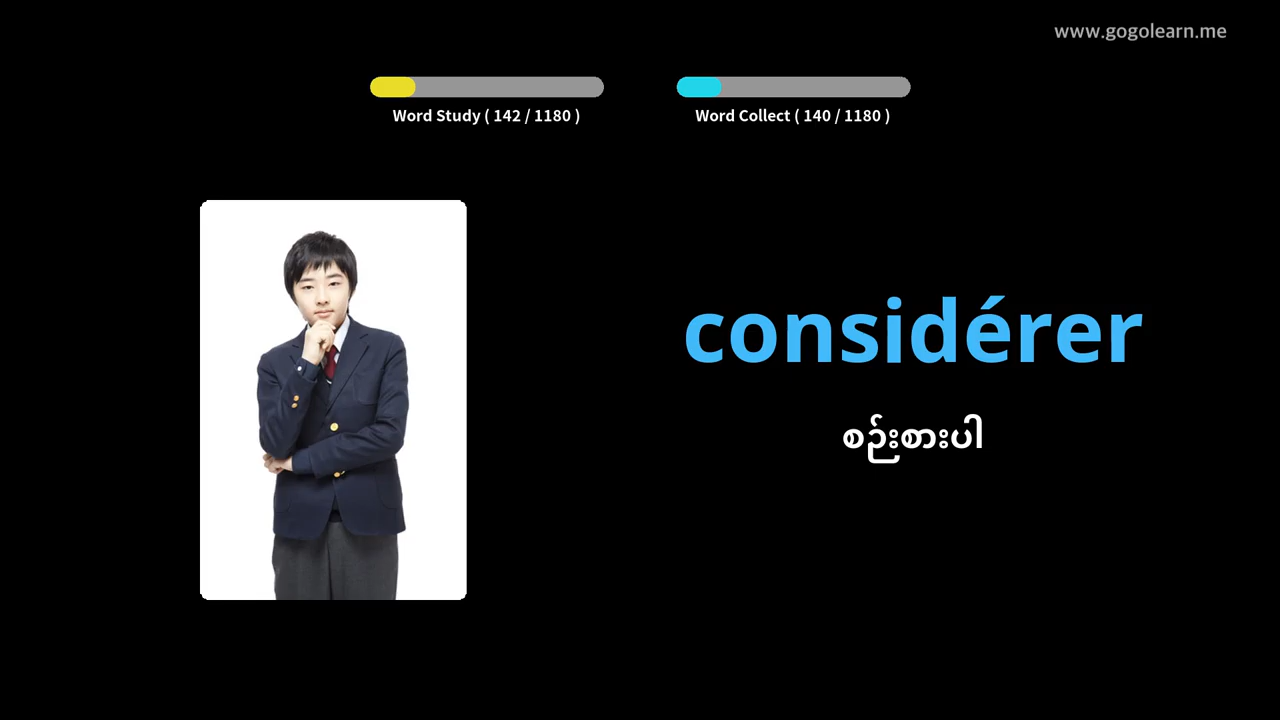 www.gogolearn.me
Word Study ( 142 / 1180 )
Word Collect ( 140 / 1180 )
considérer
စဉ်းစားပါ